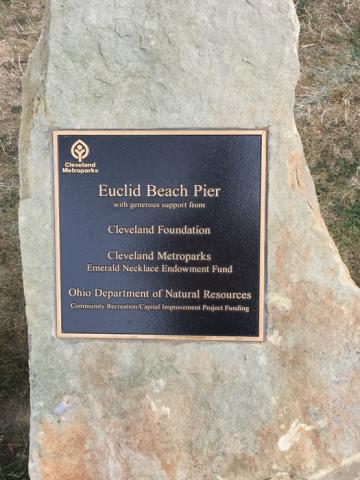 Cleveland
Metroparks
Euclid Beach Pier
with generous support from
Cleveland Foundation
Cleveland Metroparks
Emerald Necklace Endowment Fund
Ohio Department of Natural Resources
Community Recreation/Capital Improvement Project Funding